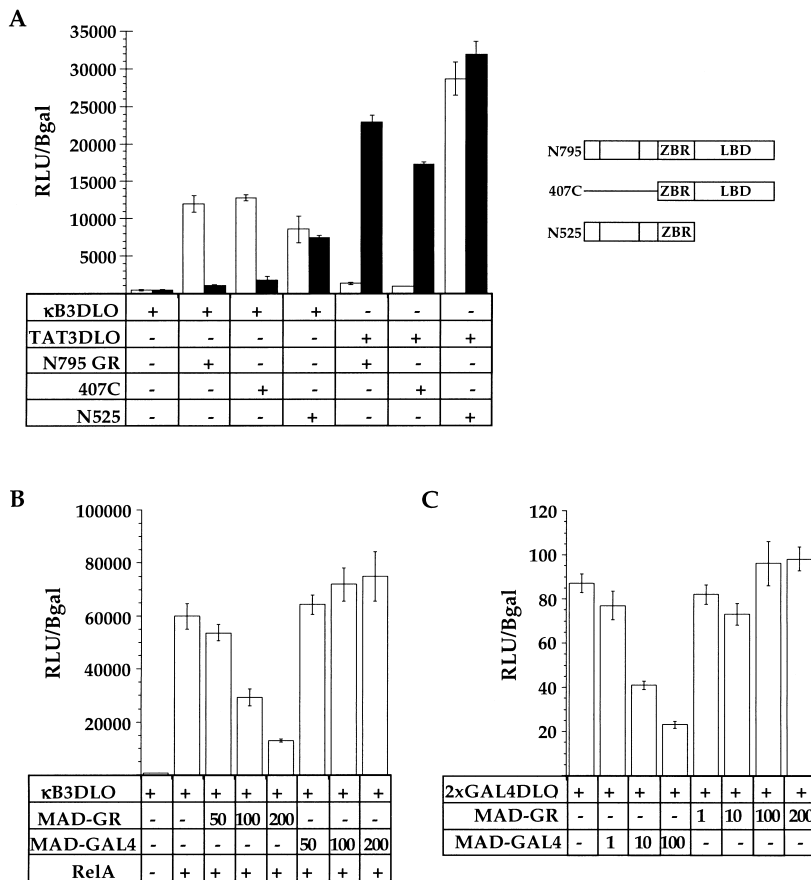 A
RLU/Bgal
35000
30000
25000
20000
15000
10000
5000
κB3DLO + + + + - - -
TAT3DLO - - - - + + +
N795 GR - + - - + - -
407C - - + - - + -
N525 - - - + - - +
N795 ZBR LBD
407C ZBR LBD
N525 ZBR
B
RLU/Bgal
100000
80000
60000
40000
20000
κB3DLO + + + + + + + +
MAD-GR - - 50 100 200 - - -
MAD-GAL4 - - - - - 50 100 200
RelA - + + + + + + +
C
RLU/Bgal
120
100
80
60
40
20
2xGAL4DLO + + + + + + + +
MAD-GR - - - - 1 10 100 200
MAD-GAL4 - 1 10 100 - - - -